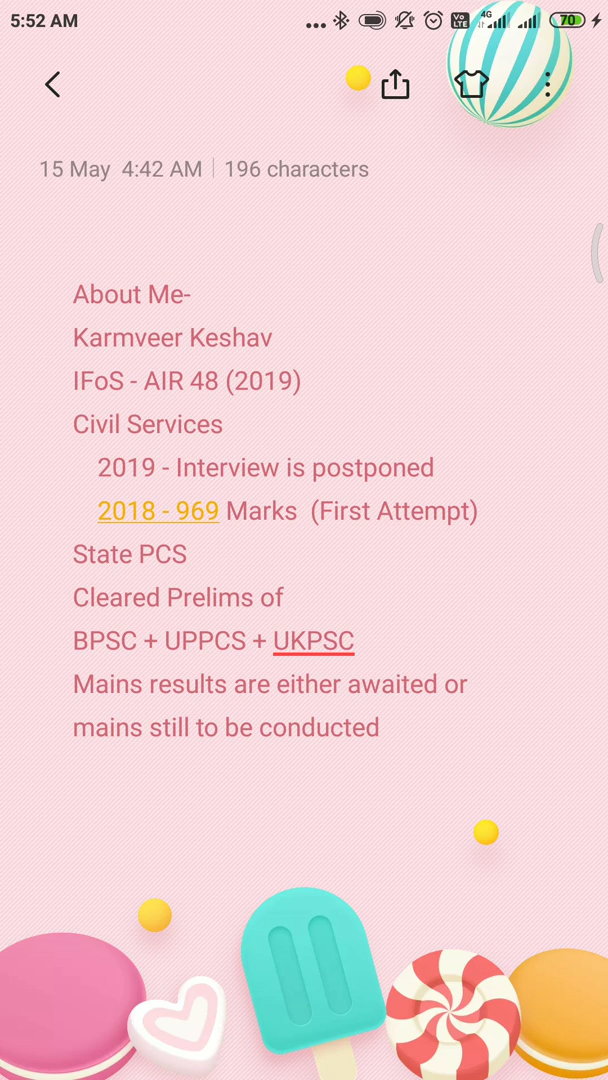 5:52 AM
Vo LTE 4G 70
15 May 4:42 AM | 196 characters
About Me-
Karmveer Keshav
IFoS - AIR 48 (2019)
Civil Services
2019 - Interview is postponed
2018 - 969 Marks (First Attempt)
State PCS
Cleared Prelims of
BPSC + UPPCS + UKPSC
Mains results are either awaited or
mains still to be conducted